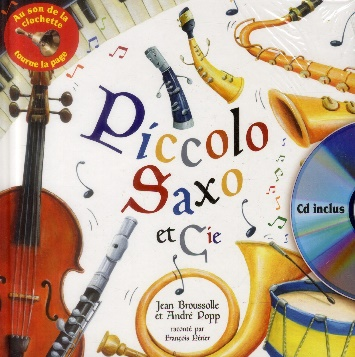 Au son de la
clochette
tourne la page
Piccolo
Saxo
et Cie
Cd inclus
Jean Broussolle
et André Popp
raconté par
François Périer